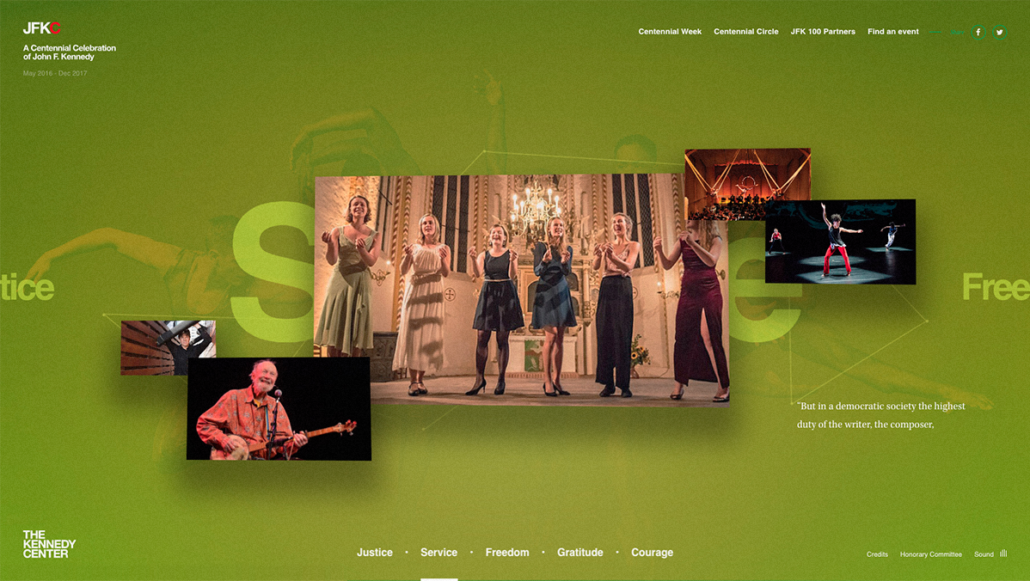 JFKC
A Centennial Celebration
of John F. Kennedy
May 2016 - Dec 2017
Centennial Week
Centennial Circle
JFK 100 Partners
Find an event
tice
S e
Free
"But in a democratic society the highest
duty of the writer, the composer,
THE
KENNEDY
CENTER
Justice • Service • Freedom • Gratitude • Courage
Credits
Honorary Committee
Sound